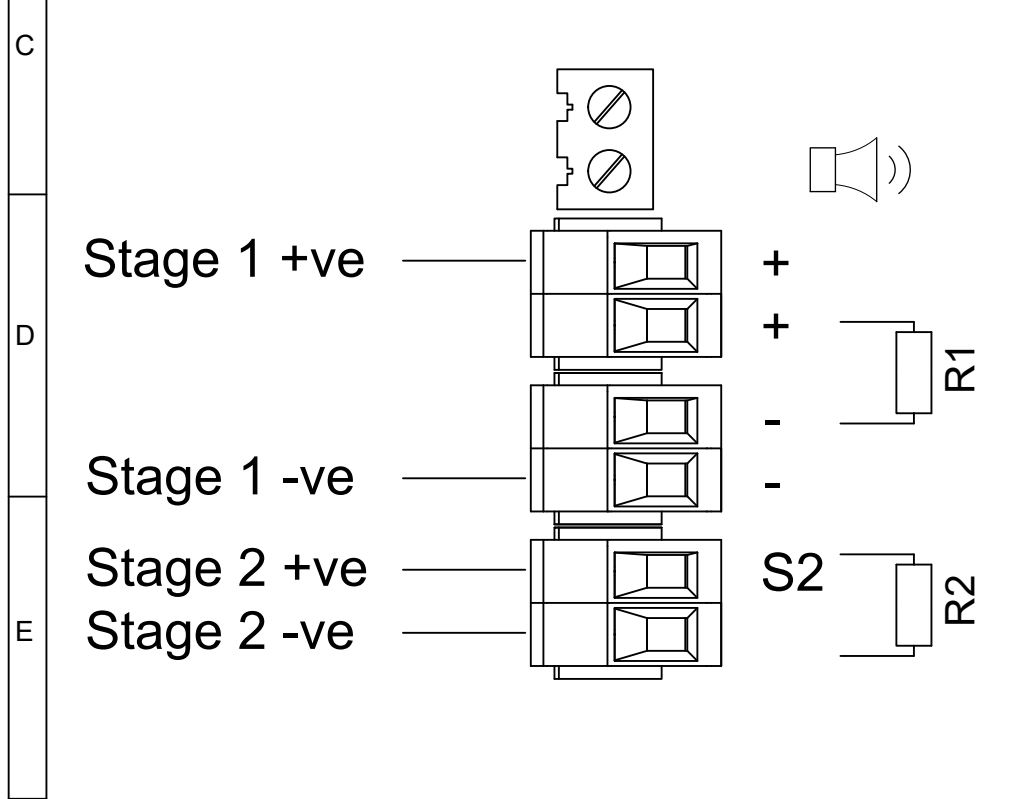 C
Stage 1 +ve +
D
+
R1
-
Stage 1 -ve -
Stage 2 +ve S2
E
Stage 2 -ve
R2